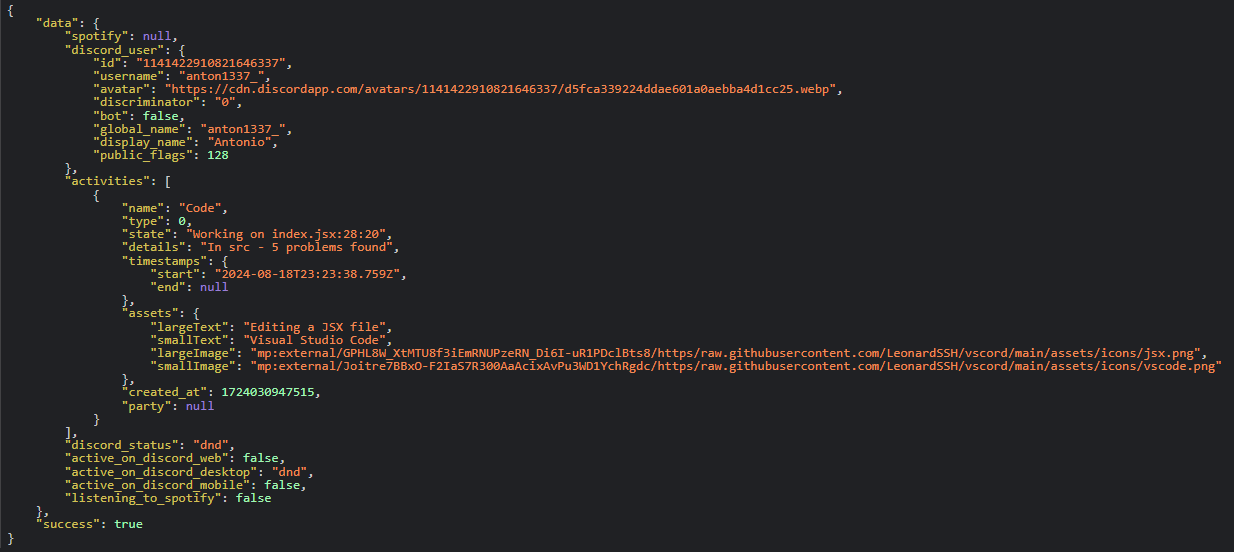 {
    "data": {
        "spotify": null,
        "discord_user": {
            "id": "1141422910821646337",
            "username": "anton1337_",
            "avatar": "https://cdn.discordapp.com/avatars/1141422910821646337/d5fca339224ddae601a0aebba4d1cc25.webp",
            "discriminator": "0",
            "bot": false,
            "global_name": "anton1337_",
            "display_name": "Antonio",
            "public_flags": 128
        },
        "activities": [
            {
                "name": "Code",
                "type": 0,
                "state": "Working on index.jsx:28:20",
                "details": "In src - 5 problems found",
                "timestamps": {
                    "start": "2024-08-18T23:23:38.759Z",
                    "end": null
                },
                "assets": {
                    "largeText": "Editing a JSX file",
                    "smallText": "Visual Studio Code",
                    "largeImage": "mp:external/GPHL8W_XtMTU8f3iEmRNUPzeRN_Di6I-uR1PDclBts8/https/raw.githubusercontent.com/LeonardSSH/vscord/main/assets/icons/jsx.png",
                    "smallImage": "mp:external/Joitre7BBxO-F2IaS7R300AaAcixAvPu3WD1YchRgdc/https/raw.githubusercontent.com/LeonardSSH/vscord/main/assets/icons/vscode.png"
                },
                "created_at": 1724030947515,
                "party": null
            }
        ],
        "discord_status": "dnd",
        "active_on_discord_web": false,
        "active_on_discord_desktop": "dnd",
        "active_on_discord_mobile": false,
        "listening_to_spotify": false
    },
    "success": true
}